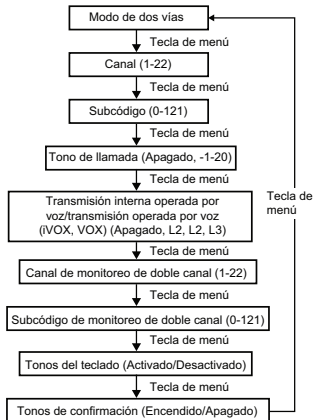 Modo de dos vías
Tecla de menú
Canal (1-22)
Tecla de menú
Subcódigo (0-121)
Tecla de menú
Tono de llamada (Apagado, -1-20)
Tecla de menú
Transmisión interna operada por
voz/transmisión operada por voz
(iVOX, VOX) (Apagado, L2, L2, L3)
Tecla de menú
Canal de monitoreo de doble canal (1-22)
Tecla de menú
Subcódigo de monitoreo de doble canal (0-121)
Tecla de menú
Tonos del teclado (Activado/Desactivado)
Tecla de menú
Tonos de confirmación (Encendido/Apagado)
Tecla de
menú